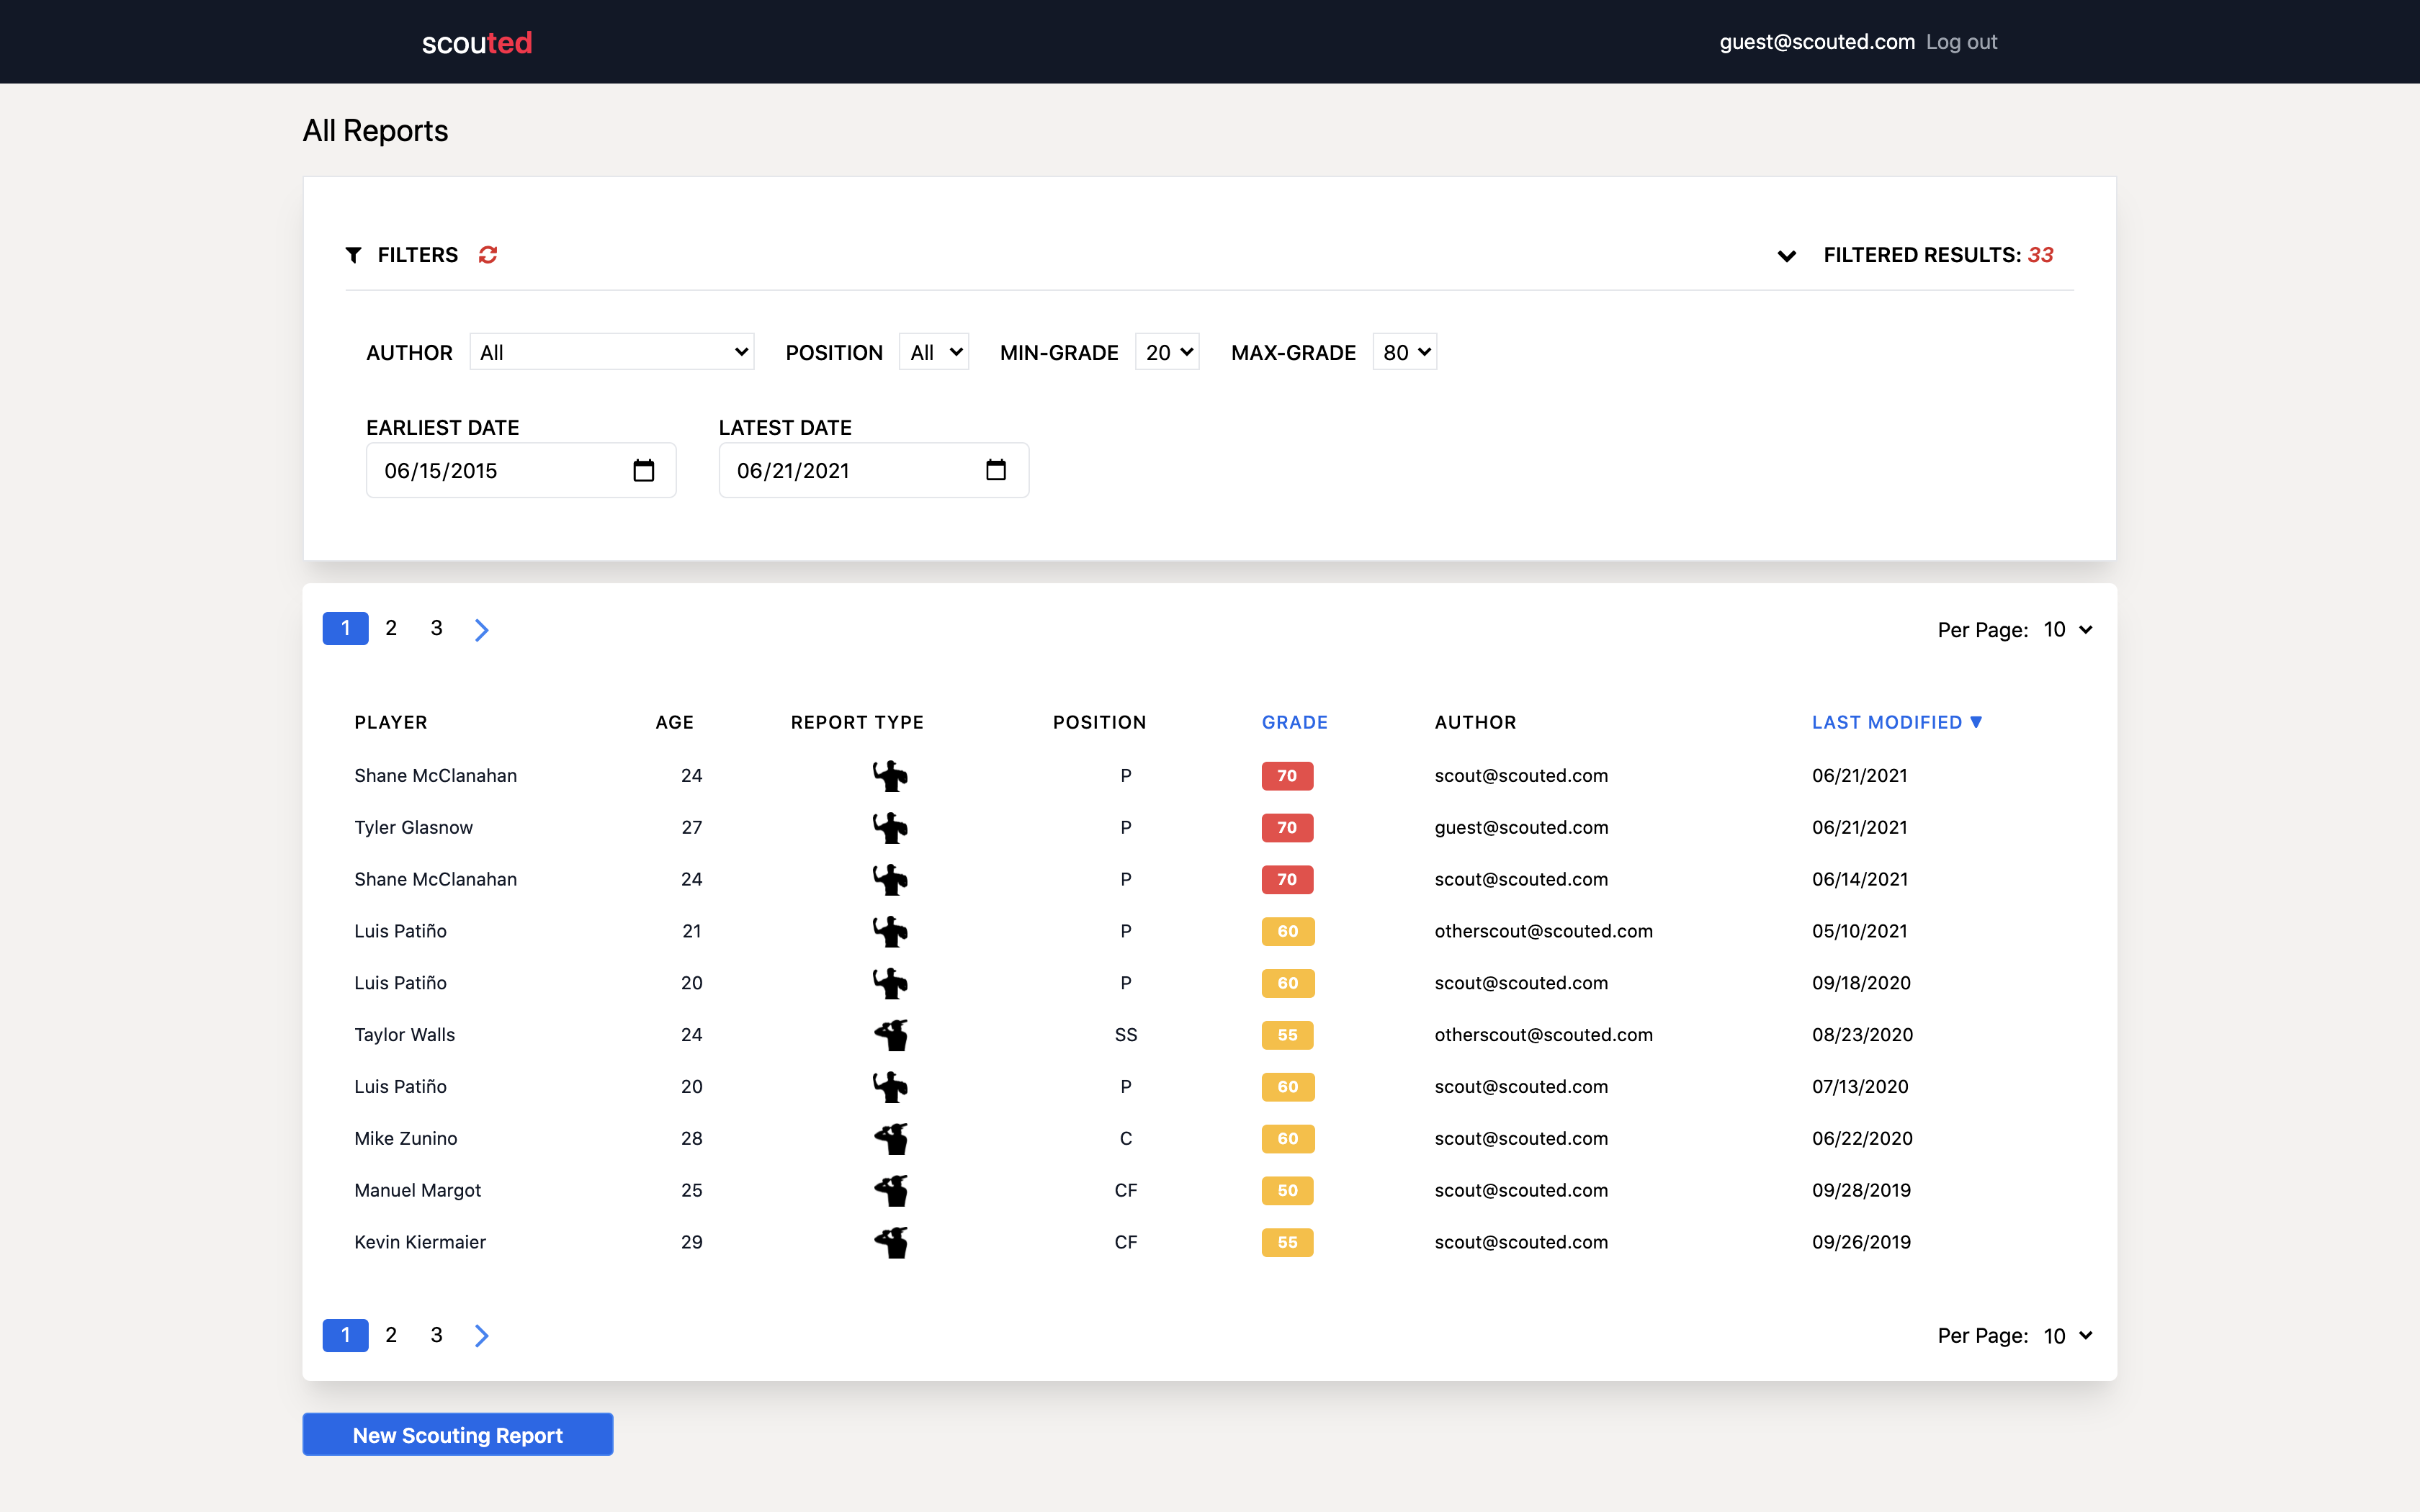 scouted guest@scouted.com Log out
All Reports
FILTERS FILTERED RESULTS: 33
AUTHOR All POSITION All MIN-GRADE 20 MAX-GRADE 80
EARLIEST DATE LATEST DATE
06/15/2015 06/21/2021
1 2 3 Per Page: 10
PLAYER AGE REPORT TYPE POSITION GRADE AUTHOR LAST MODIFIED ▼
Shane McClanahan 24 P 70 scout@scouted.com 06/21/2021
Tyler Glasnow 27 P 70 guest@scouted.com 06/21/2021
Shane McClanahan 24 P 70 scout@scouted.com 06/14/2021
Luis Patiño 21 P 60 otherscout@scouted.com 05/10/2021
Luis Patiño 20 P 60 scout@scouted.com 09/18/2020
Taylor Walls 24 SS 55 otherscout@scouted.com 08/23/2020
Luis Patiño 20 P 60 scout@scouted.com 07/13/2020
Mike Zunino 28 C 60 scout@scouted.com 06/22/2020
Manuel Margot 25 CF 50 scout@scouted.com 09/28/2019
Kevin Kiermaier 29 CF 55 scout@scouted.com 09/26/2019
1 2 3 Per Page: 10
New Scouting Report